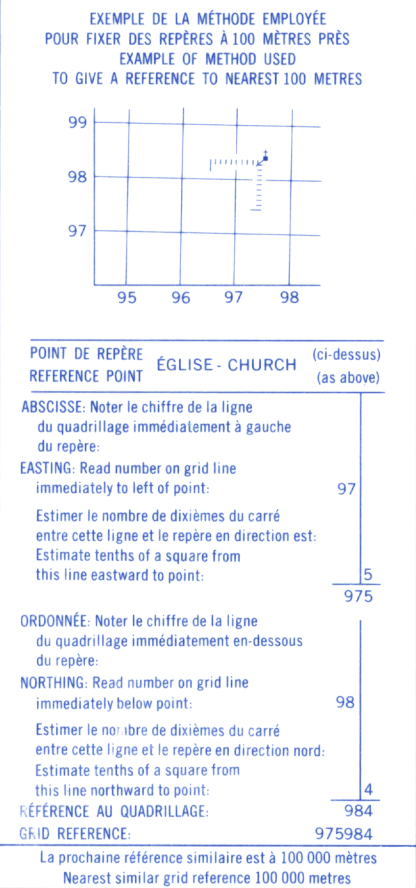 EXEMPLE DE LA MÉTHODE EMPLOYÉE
POUR FIXER DES REPÈRES À 100 MÈTRES PRÈS
EXAMPLE OF METHOD USED
TO GIVE A REFERENCE TO NEAREST 100 METRES
99
98
97
95 96 97 98
POINT DE REPÈRE
REFERENCE POINT
ÉGLISE - CHURCH
(ci-dessus)
(as above)
ABSCISSE: Noter le chiffre de la ligne
du quadrillage immédiatement à gauche
du repère:
EASTING: Read number on grid line
immediately to left of point: 97
Estimer le nombre de dixièmes du carré
entre cette ligne et le repère en direction est:
Estimate tenths of a square from
this line eastward to point: 5
975
ORDONNÉE: Noter le chiffre de la ligne
du quadrillage immédiatement en-dessous
du repère:
NORTHING: Read number on grid line
immediately below point: 98
Estimer le nombre de dixièmes du carré
entre cette ligne et le repère en direction nord:
Estimate tenths of a square from
this line northward to point: 4
RÉFÉRENCE AU QUADRILLAGE: 984
GRID REFERENCE: 975984
La prochaine référence similaire est à 100 000 mètres
Nearest similar grid reference 100 000 metres